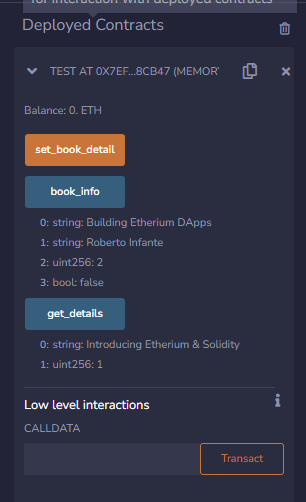 for interaction with deployed contracts
Deployed Contracts
TEST AT 0X7EF...8CB47 (MEMORY
Balance: 0. ETH
set_book_detail
book_info
0: string: Building Etherium DApps
1: string: Roberto Infante
2: uint256: 2
3: bool: false
get_details
0: string: Introducing Etherium & Solidity
1: uint256: 1
Low level interactions
i
CALLDATA
Transact